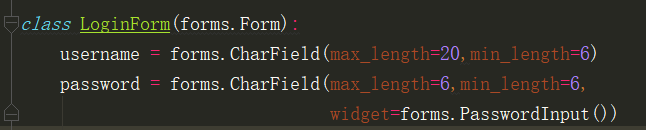 class LoginForm(forms.Form):
    username = forms.CharField(max_length=20,min_length=6)
    password = forms.CharField(max_length=6,min_length=6,
                               widget=forms.PasswordInput())